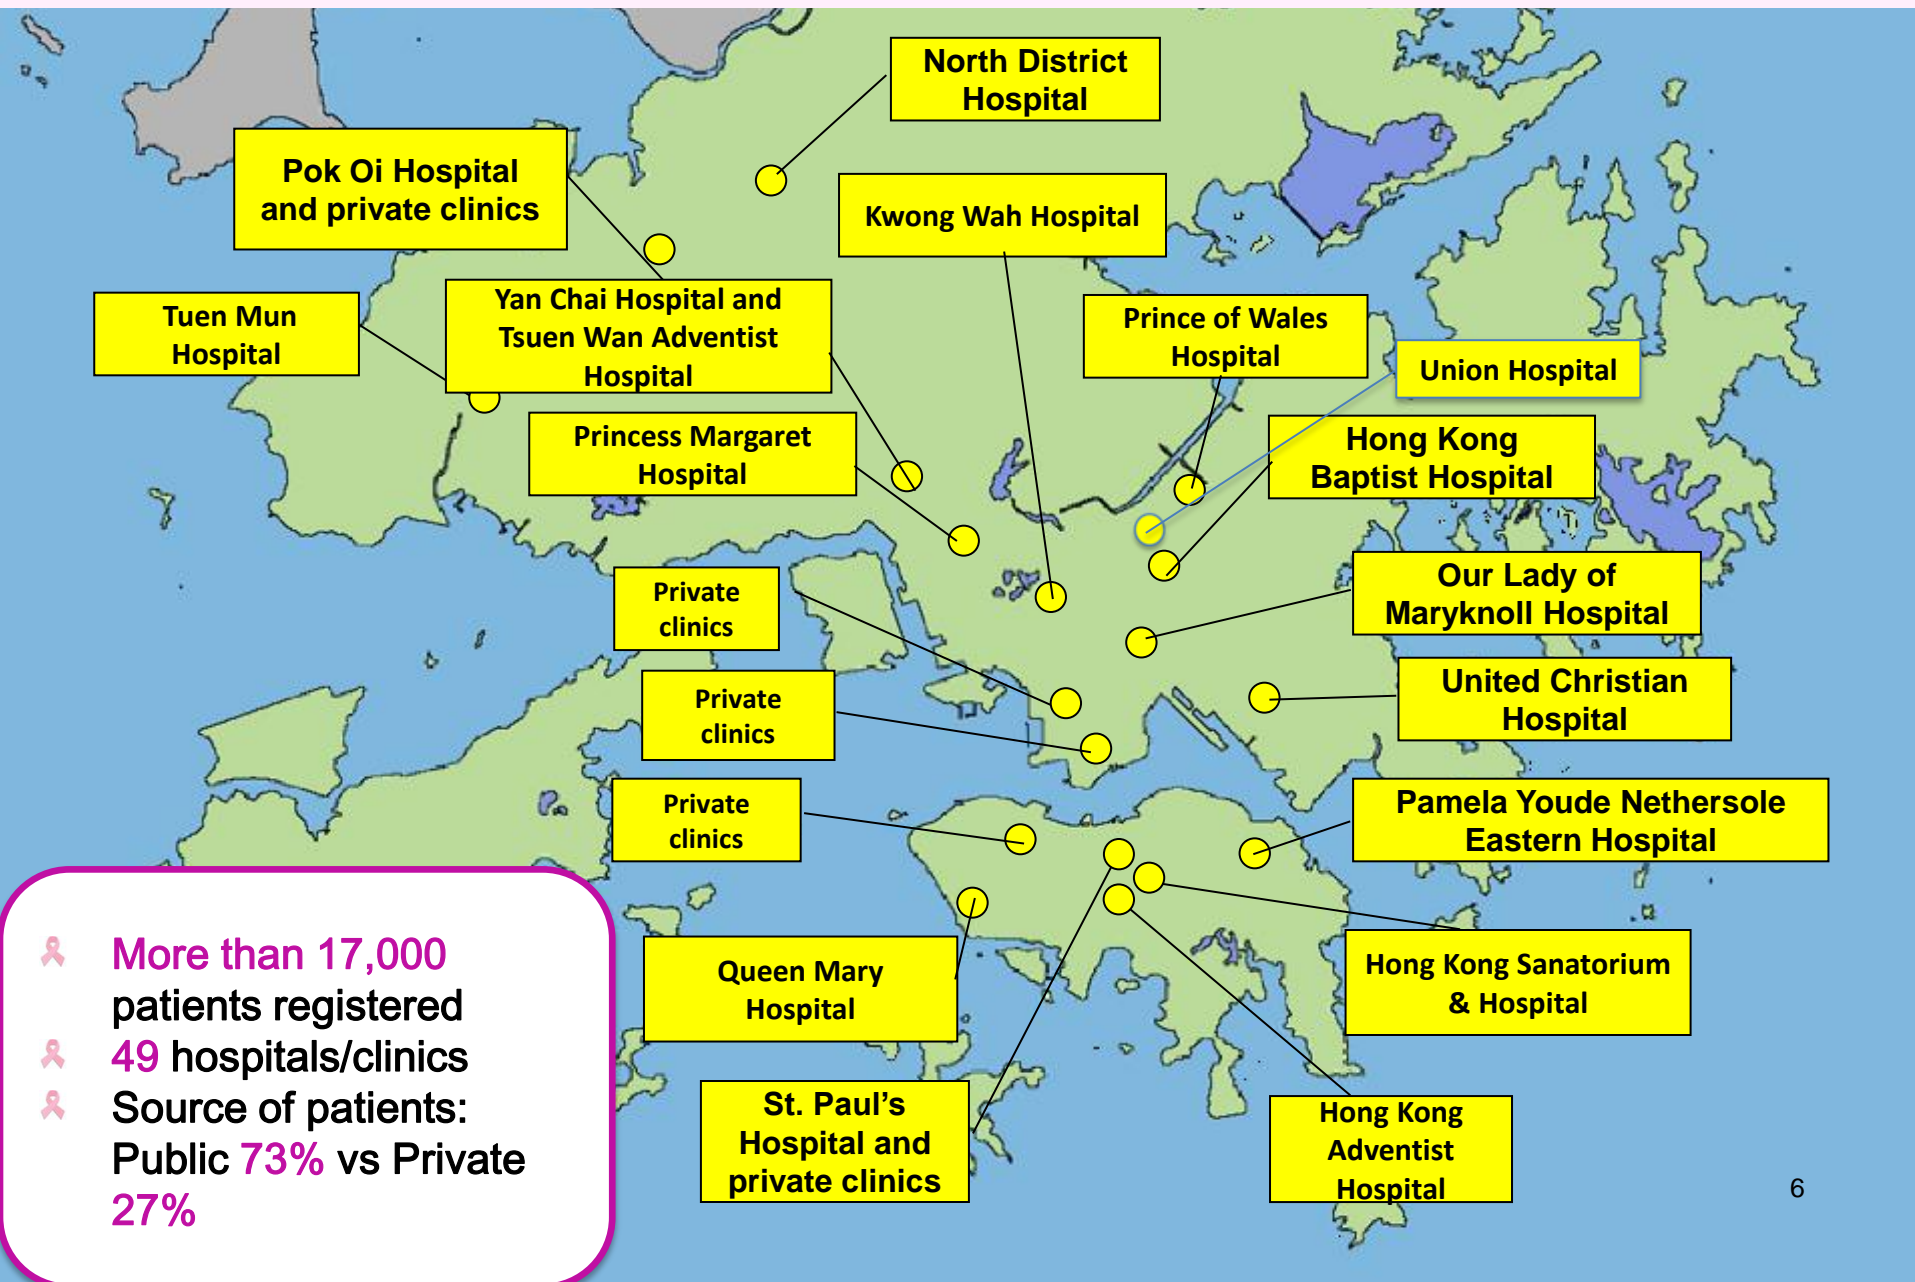 North District
Hospital
Pok Oi Hospital
and private clinics
Kwong Wah Hospital
Tuen Mun
Hospital
Yan Chai Hospital and
Tsuen Wan Adventist
Hospital
Prince of Wales
Hospital
Union Hospital
Princess Margaret
Hospital
Hong Kong
Baptist Hospital
Private
clinics
Our Lady of
Maryknoll Hospital
Private
clinics
United Christian
Hospital
Private
clinics
Pamela Youde Nethersole
Eastern Hospital
Queen Mary
Hospital
Hong Kong Sanatorium
& Hospital
St. Paul’s
Hospital and
private clinics
Hong Kong
Adventist
Hospital
More than 17,000
patients registered
49 hospitals/clinics
Source of patients:
Public 73% vs Private
27%
6